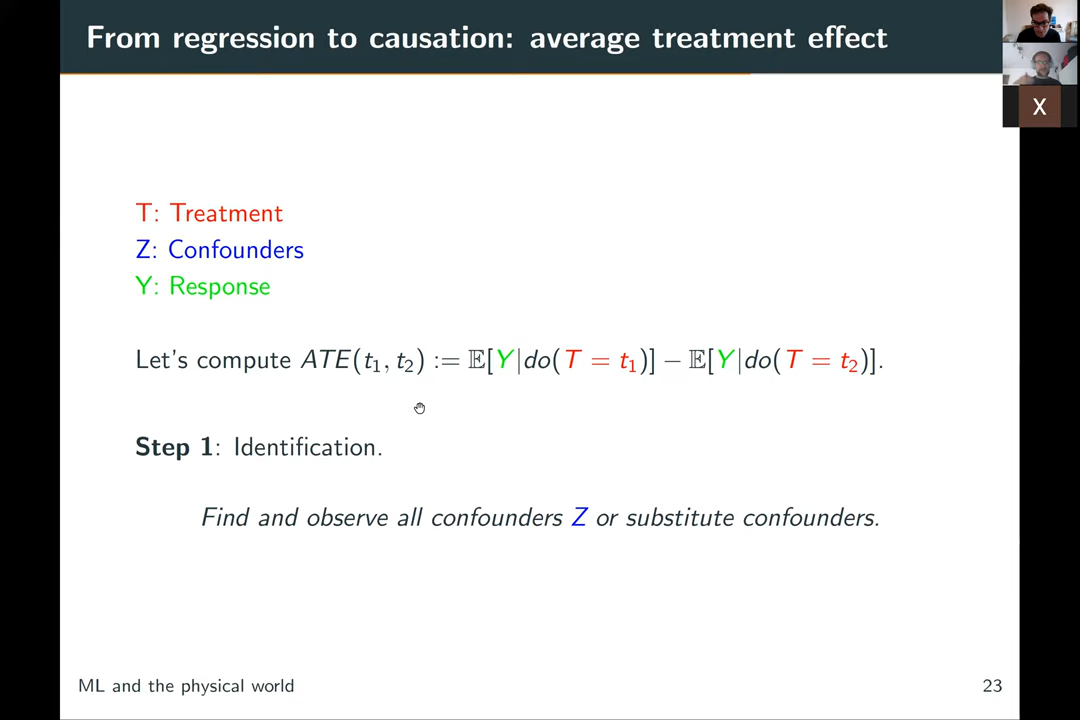 From regression to causation: average treatment effect
X
T: Treatment
Z: Confounders
Y: Response
Let's compute ATE(t₁, t₂) := 𝔼[Y|do(T = t₁)] − 𝔼[Y|do(T = t₂)].
Step 1: Identification.
Find and observe all confounders Z or substitute confounders.
ML and the physical world
23